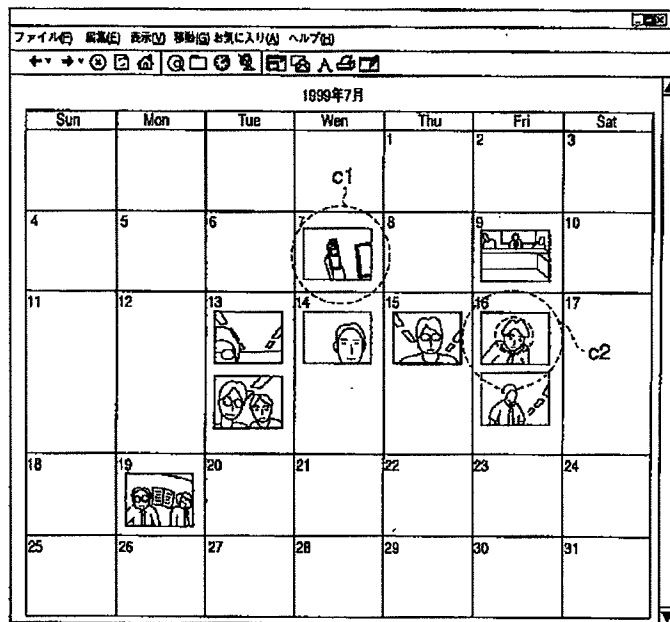 ファイル(F) 編集(E) 表示(V) 移動(G) お気に入り(A) ヘルプ(H)
1999年7月
Sun Mon Tue Wen Thu Fri Sat
1 2 3
c1
4 5 6 7 8 9 10
11 12 13 14 15 16 17
c2
18 19 20 21 22 23 24
25 26 27 28 29 30 31